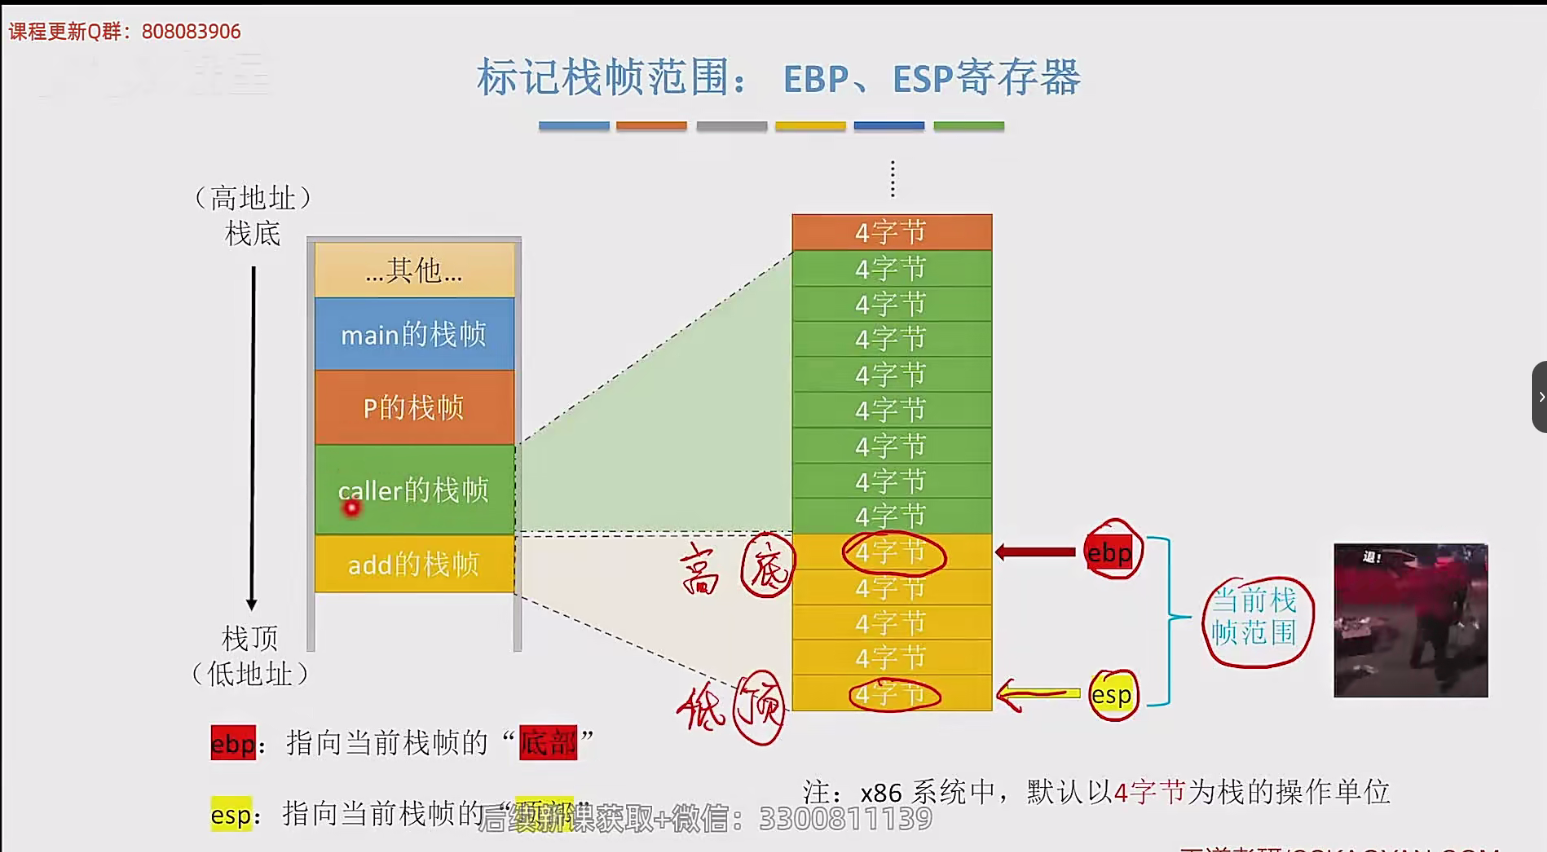 课程更新Q群：808083906
标记栈帧范围： EBP、ESP寄存器
（高地址）
栈底
...其他...
main的栈帧
P的栈帧
caller的栈帧
add的栈帧
栈顶
（低地址）
4字节
4字节
4字节
4字节
4字节
4字节
4字节
4字节
4字节
4字节
4字节
4字节
4字节
4字节
高 底
低 顶
ebp
esp
当前栈
帧范围
退！
ebp：指向当前栈帧的“底部”
esp：指向当前栈帧的“顶部”
注：x86 系统中，默认以4字节为栈的操作单位
后续新课获取+微信：3300811139